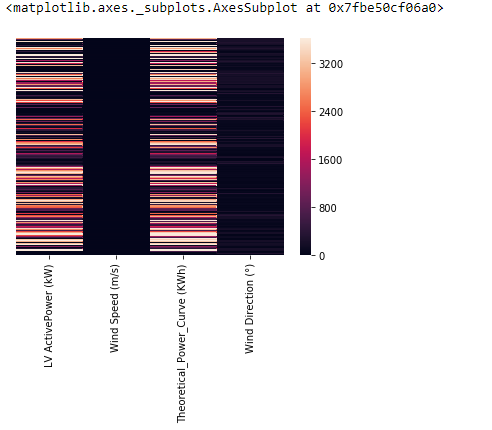 <matplotlib.axes._subplots.AxesSubplot at 0x7fbe50cf06a0>
3200
2400
1600
800
0
LV ActivePower (kW)
Wind Speed (m/s)
Theoretical_Power_Curve (KWh)
Wind Direction (°)